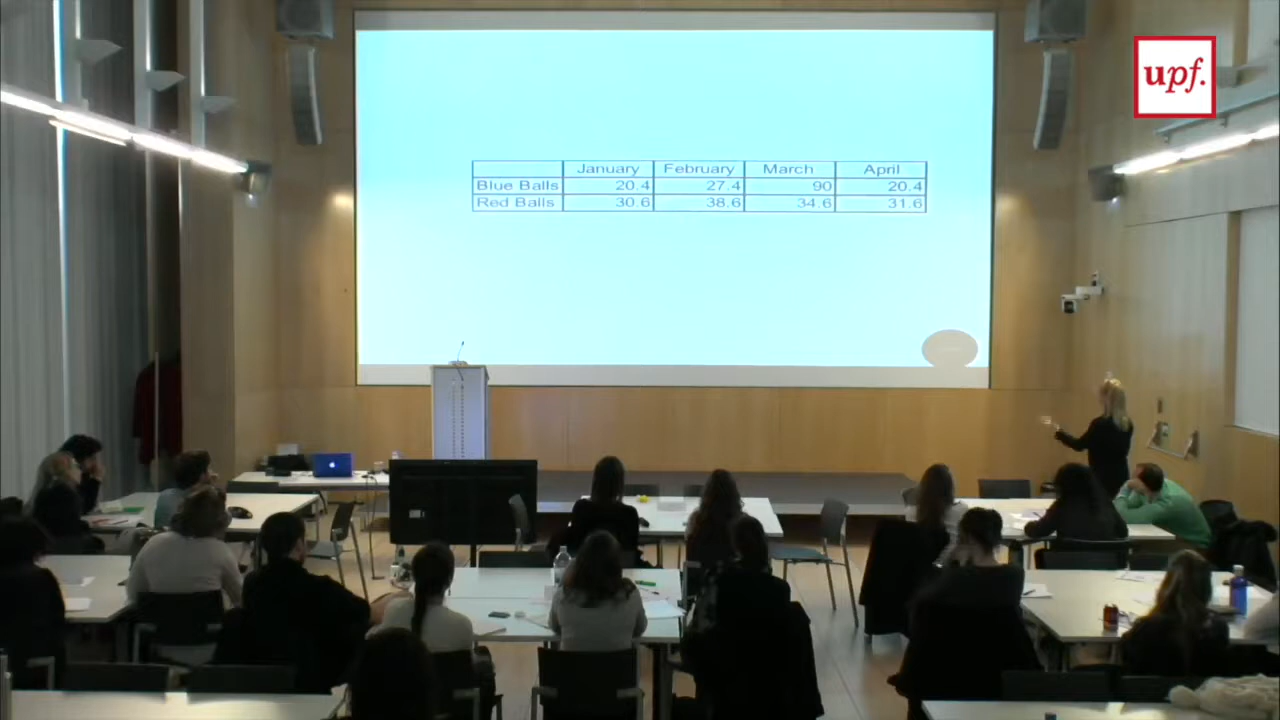 upf.
January February March April
Blue Balls 20.4 27.4 90 20.4
Red Balls 30.6 38.6 34.6 31.6